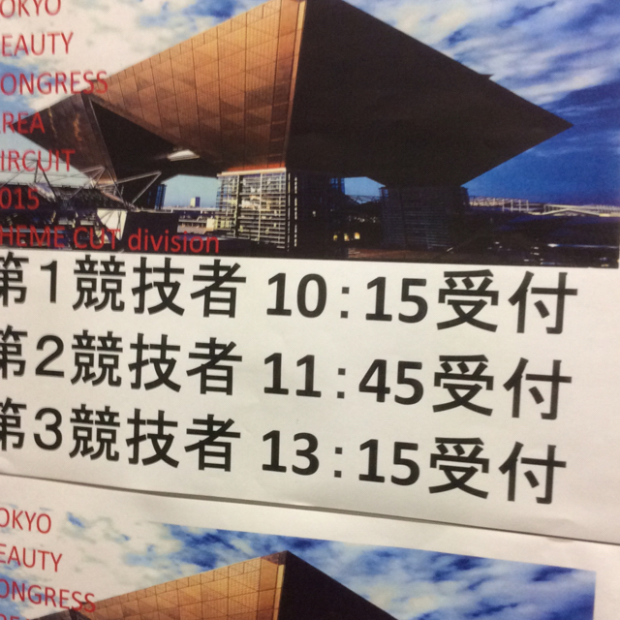 OKYO
EAUTY
ONGRESS
REA
IRCUIT
015
HEME CUT division
第1競技者 10:15受付
第2競技者 11:45受付
第3競技者 13:15受付
OKYO
EAUTY
ONGRESS